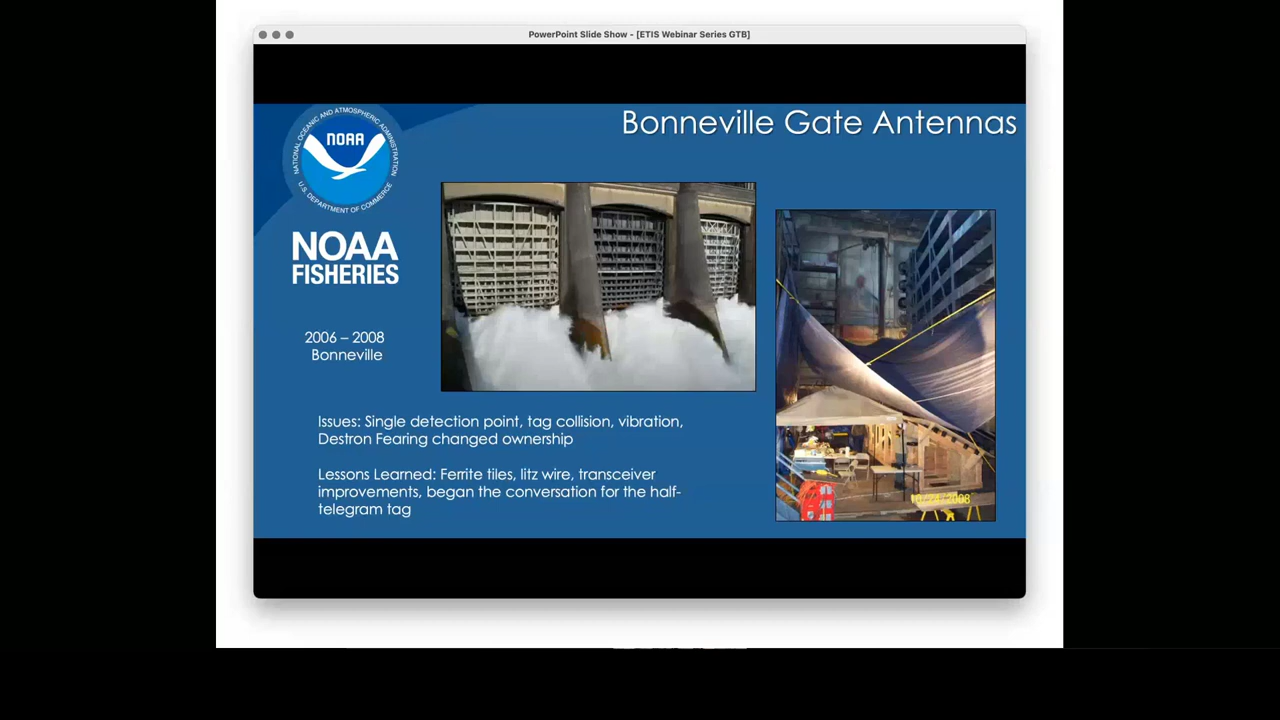 PowerPoint Slide Show - [ETIS Webinar Series GTB]
Bonneville Gate Antennas
NATIONAL OCEANIC AND ATMOSPHERIC ADMINISTRATION
NOAA
U.S. DEPARTMENT OF COMMERCE
NOAA
FISHERIES
2006 – 2008
Bonneville
Issues: Single detection point, tag collision, vibration,
Destron Fearing changed ownership
Lessons Learned: Ferrite tiles, litz wire, transceiver
improvements, began the conversation for the half-
telegram tag